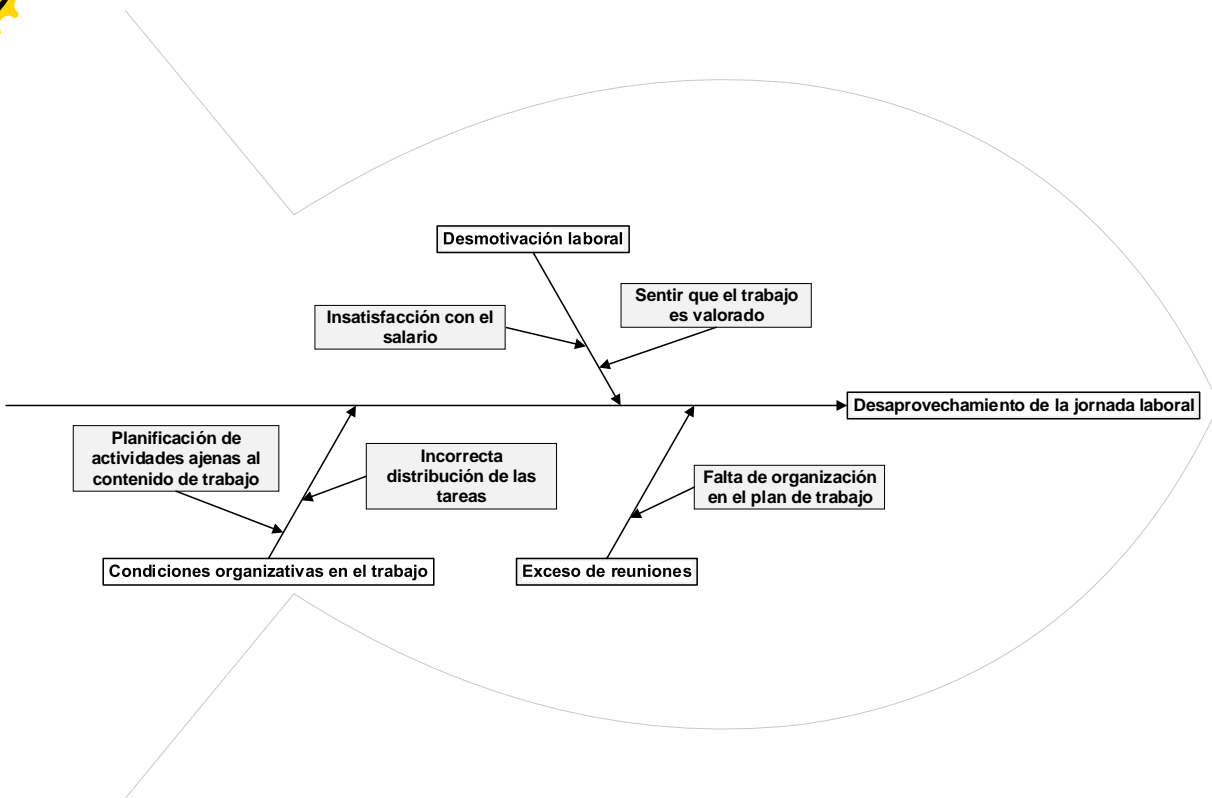 Desmotivación laboral
Sentir que el trabajo
es valorado
Insatisfacción con el
salario
Desaprovechamiento de la jornada laboral
Planificación de
actividades ajenas al
contenido de trabajo
Incorrecta
distribución de las
tareas
Falta de organización
en el plan de trabajo
Condiciones organizativas en el trabajo
Exceso de reuniones